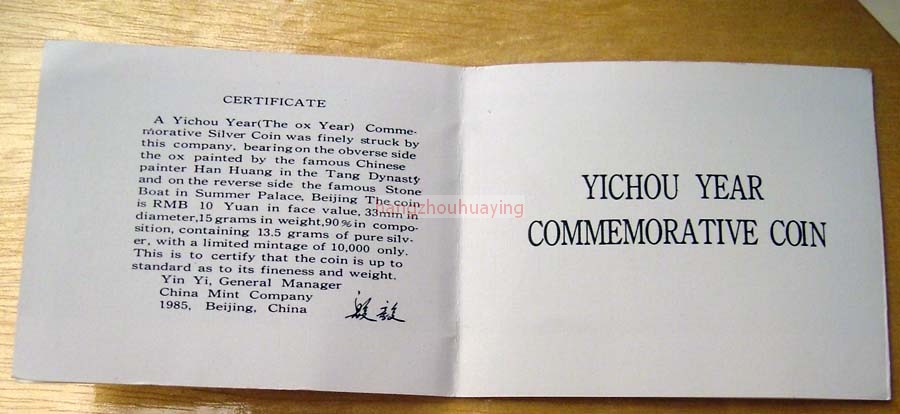 CERTIFICATE
A Yichou Year(The ox Year) Comme-
morative Silver Coin was finely struck by
this company, bearing on the obverse side
the ox painted by the famous Chinese
painter Han Huang in the Tang Dynasty
and on the reverse side the famous Stone
Boat in Summer Palace, Beijing The coin
is RMB 10 Yuan in face value, 33mm in
diameter,15 grams in weight,90% in compo-
sition, containing 13.5 grams of pure silv-
er, with a limited mintage of 10,000 only.
This is to certify that the coin is up to
standard as to its fineness and weight.
Yin Yi, General Manager
China Mint Company
1985, Beijing, China
YICHOU YEAR
COMMEMORATIVE COIN
hangzhouhuaying